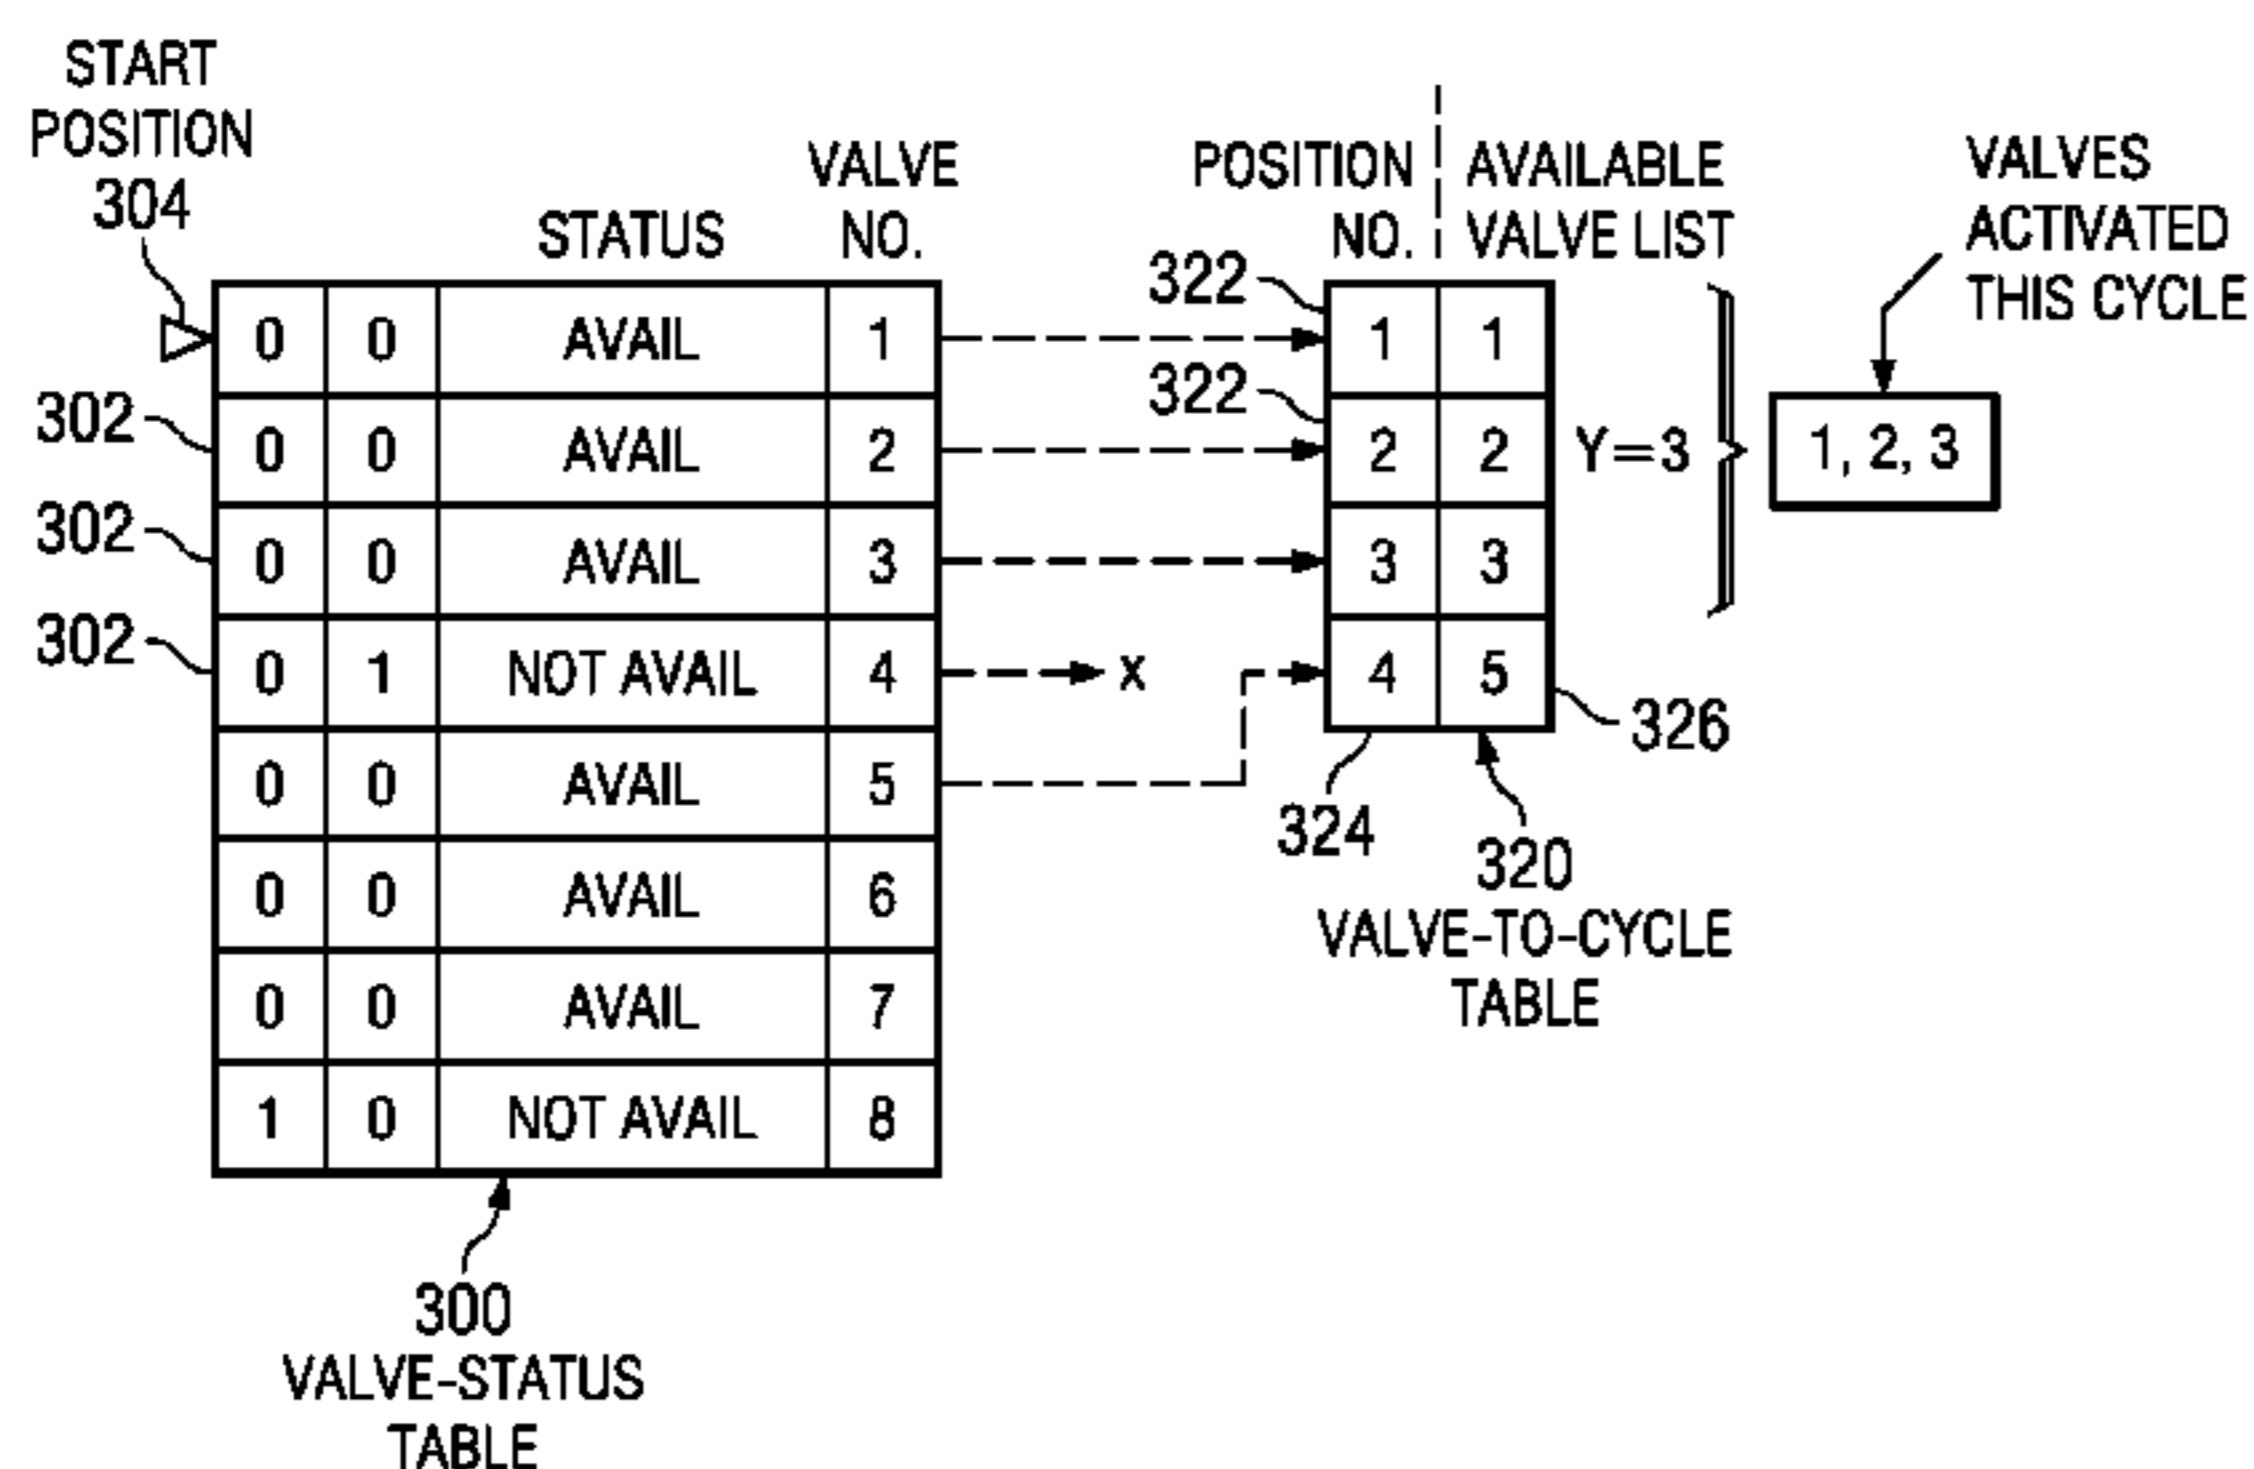 START
POSITION
304
STATUS
VALVE
NO.
POSITION
NO.
AVAILABLE
VALVE LIST
VALVES
ACTIVATED
THIS CYCLE
0 0 AVAIL 1
302 0 0 AVAIL 2
302 0 0 AVAIL 3
302 0 1 NOT AVAIL 4 X
0 0 AVAIL 5
0 0 AVAIL 6
0 0 AVAIL 7
1 0 NOT AVAIL 8
322 1 1
322 2 2 Y=3
3 3
4 5
1, 2, 3
326
324
320
VALVE-TO-CYCLE
TABLE
300
VALVE-STATUS
TABLE